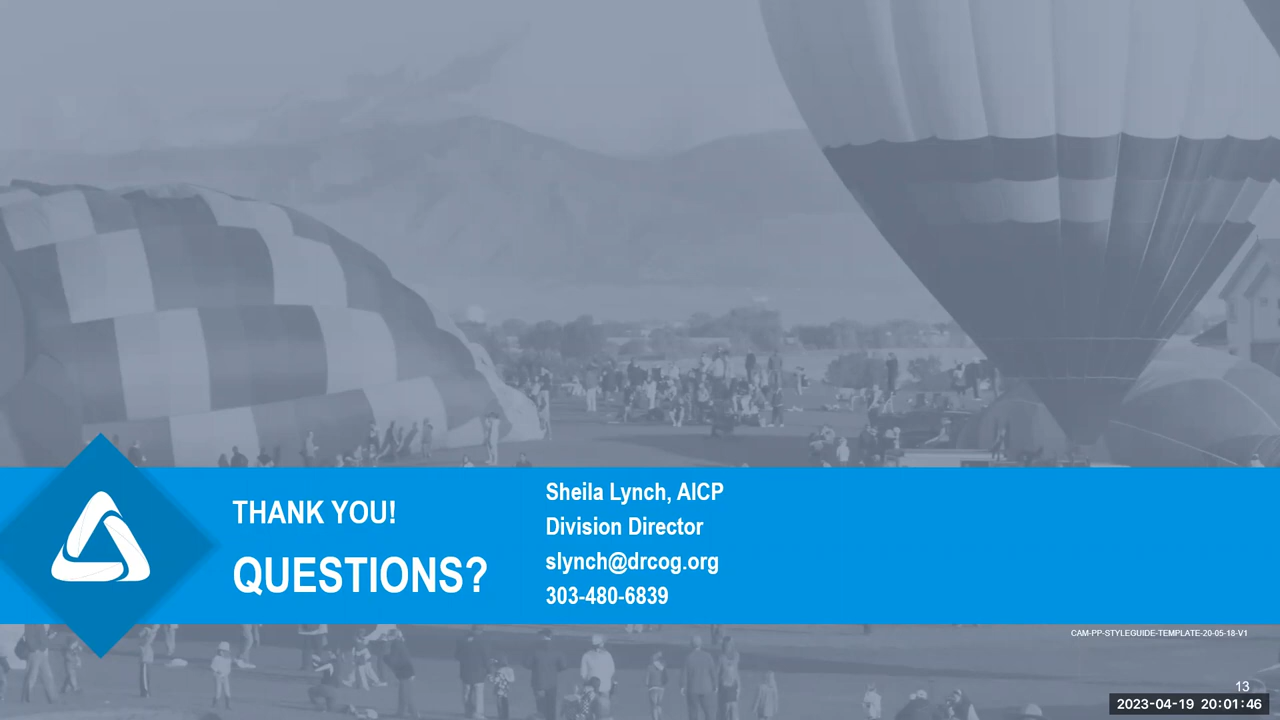 THANK YOU!
QUESTIONS?
Sheila Lynch, AICP
Division Director
slynch@drcog.org
303-480-6839
CAM-PP-STYLEGUIDE-TEMPLATE-20-05-18-V1
13
2023-04-19 20:01:46